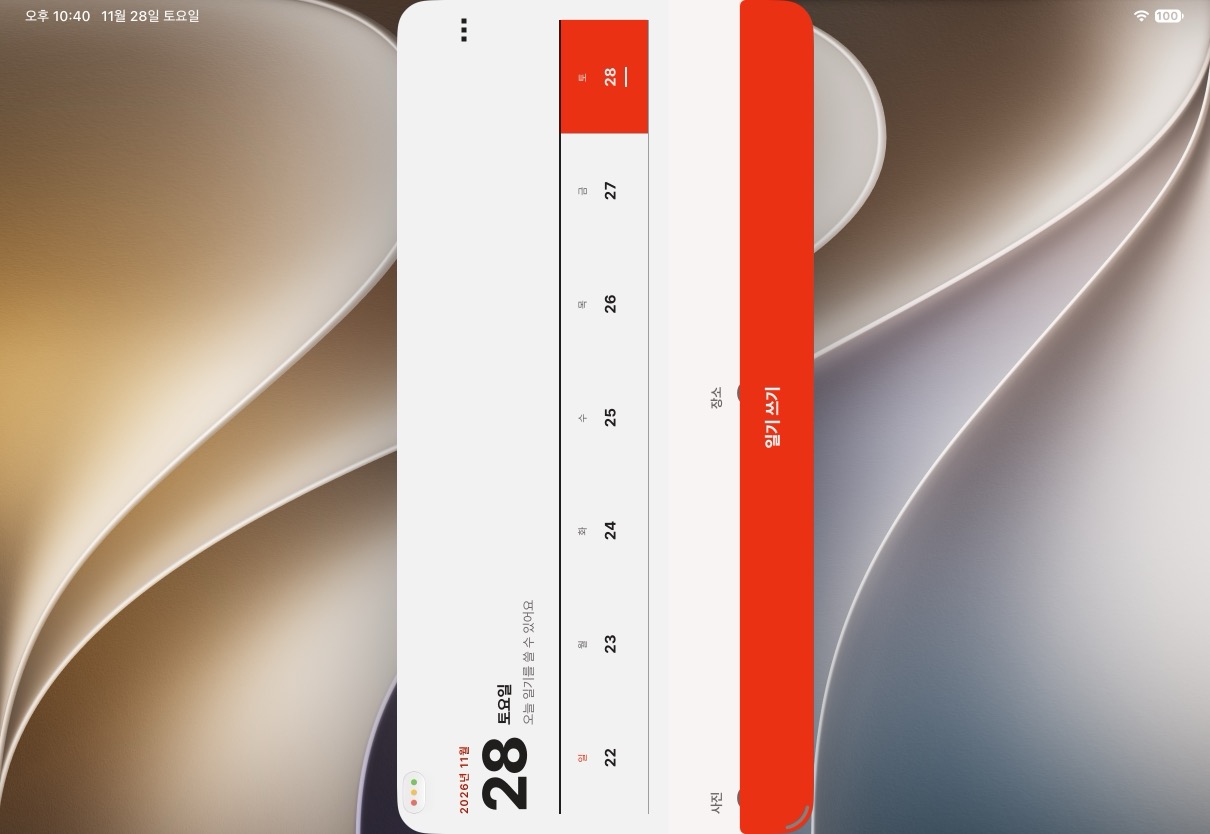 오후 10:40 11월 28일 토요일
100
2026년 11월
28
토요일
오늘 일기를 쓸 수 있어요
일 월 화 수 목 금 토
22 23 24 25 26 27 28
사진 장소
일기 쓰기